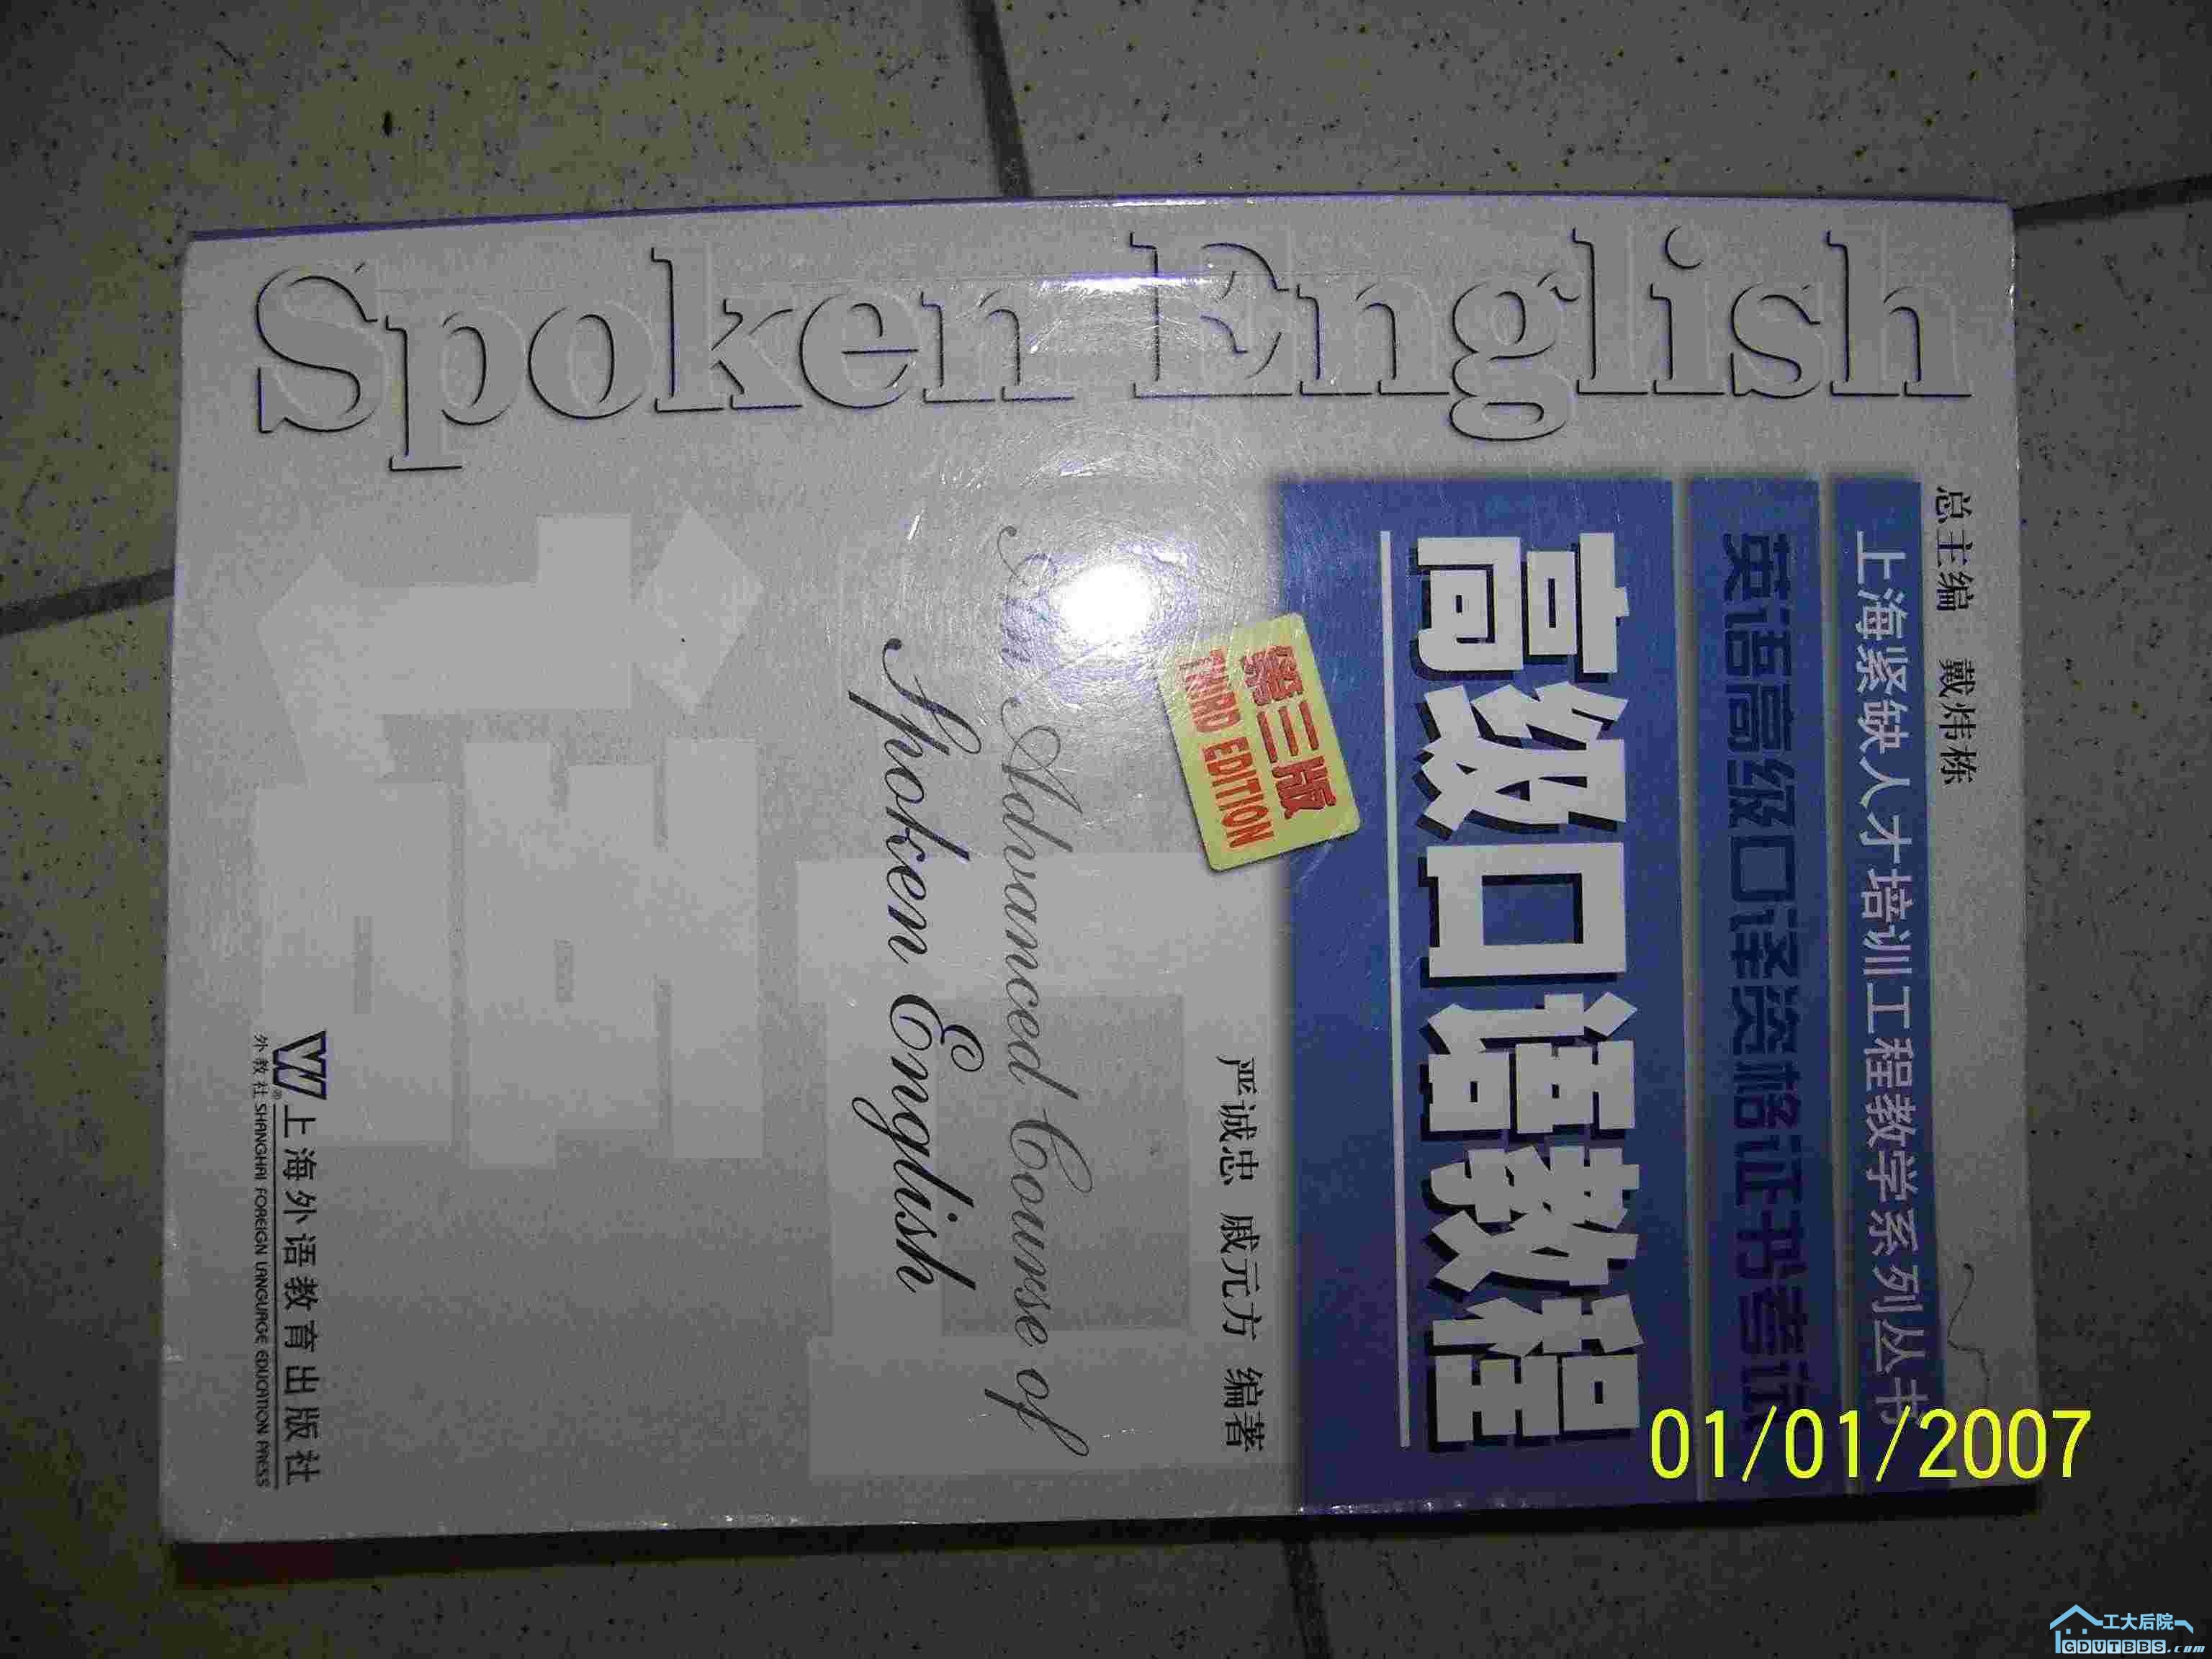 总主编 戴炜栋
上海紧缺人才培训工程教学系列丛书
英语高级口译资格证书考试
高级口语教程
第三版
THIRD EDITION
严诚忠 戚元方 编著
An Advanced Course of
Spoken English
Spoken English
口语
W®
上海外语教育出版社
外教社 SHANGHAI FOREIGN LANGUAGE EDUCATION PRESS
01/01/2007
工大后院
GDUTBBS.com